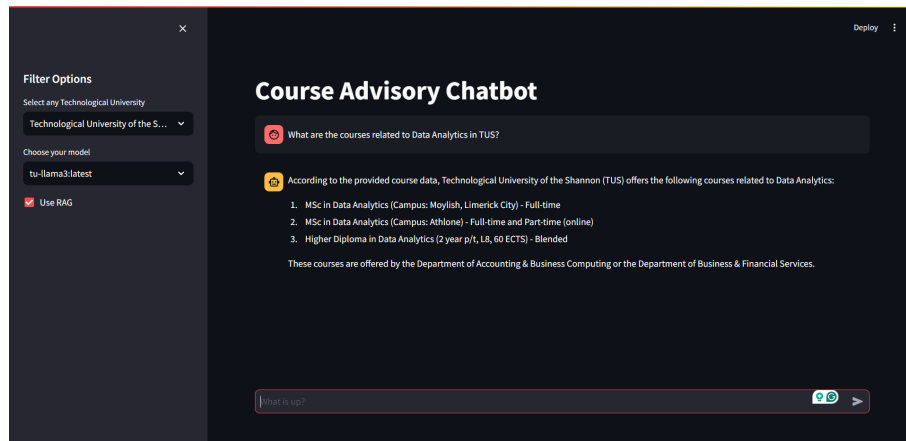 Deploy
Filter Options
Select any Technological University
Technological University of the S...
Choose your model
tu-llama3:latest
Use RAG
Course Advisory Chatbot
What are the courses related to Data Analytics in TUS?
According to the provided course data, Technological University of the Shannon (TUS) offers the following courses related to Data Analytics:
1. MSc in Data Analytics (Campus: Moylish, Limerick City) - Full-time
2. MSc in Data Analytics (Campus: Athlone) - Full-time and Part-time (online)
3. Higher Diploma in Data Analytics (2 year p/t, L8, 60 ECTS) - Blended
These courses are offered by the Department of Accounting & Business Computing or the Department of Business & Financial Services.
What is up?